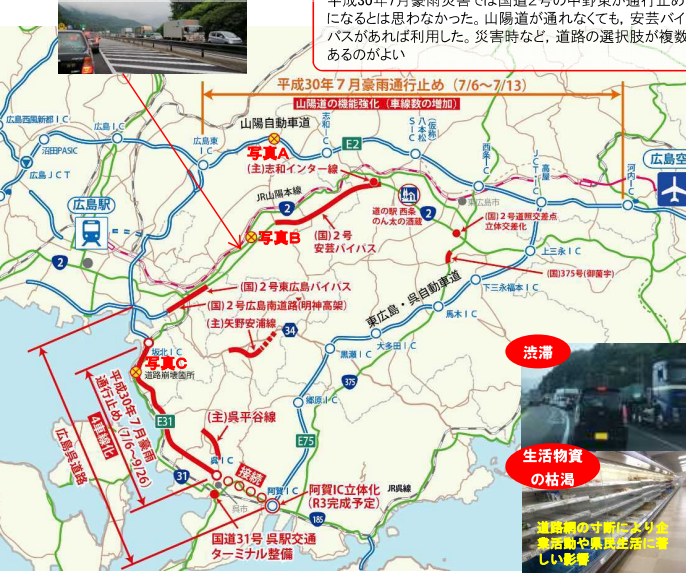 平成30年7月豪雨災害では国道2号の中野東が通行止め
になるとは思わなかった。山陽道が通れなくても，安芸バイ
パスがあれば利用した。災害時など，道路の選択肢が複数
あるのがよい
平成30年７月豪雨通行止め（7/6～7/13）
山陽道の機能強化（車線数の増加）
広島西風新都ＩＣ
広島ＩＣ
沼田PASIC
広島ＪＣＴ
広島東
ＩＣ
山陽自動車道
写真A
志和ＩＣ
E2
(仮称)
八本松
ＳＩＣ
西条ＩＣ
高屋
ＪＣＴ・ＩＣ
河内ＩＣ
広島空
(主)志和インター線
JR山陽本線
広島駅
2
写真B
(国)２号
安芸バイパス
道の駅 西条
のん太の酒蔵
2
東広島市
(国)２号道照交差点
立体交差化
上三永ＩＣ
(国)375号(御薗宇)
2
(国)２号東広島バイパス
(国)２号広島南道路(明神高架)
(主)矢野安浦線
34
東広島・呉自動車道
下三永福本ＩＣ
馬木ＩＣ
大多田ＩＣ
黒瀬ＩＣ
坂北ＩＣ
写真C
道路崩壊箇所
375
郷原ＩＣ
平成30年７月豪雨
通行止め（7/6～9/26）
4車線化
広島呉道路
E31
(主)呉平谷線
E75
呉ＩＣ
接続
31
呉市
阿賀ＩＣ
阿賀IC立体化
（R3完成予定）
JR呉線
185
国道31号 呉駅交通
ターミナル整備
渋滞
生活物資
の枯渇
道路網の寸断により企
業活動や県民生活に著
しい影響